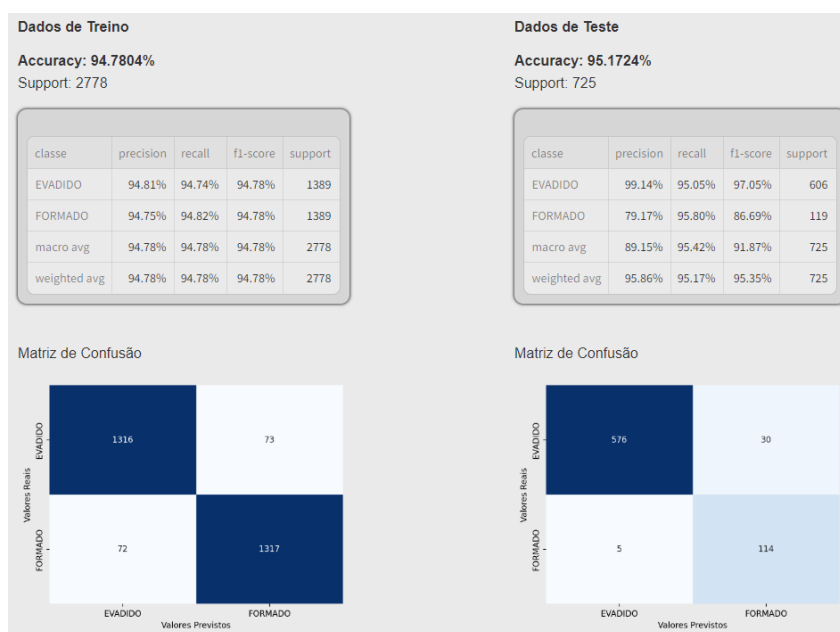 Dados de Treino
Accuracy: 94.7804%
Support: 2778
classe precision recall f1-score support
EVADIDO 94.81% 94.74% 94.78% 1389
FORMADO 94.75% 94.82% 94.78% 1389
macro avg 94.78% 94.78% 94.78% 2778
weighted avg 94.78% 94.78% 94.78% 2778
Matriz de Confusão
Valores Reais
EVADIDO
1316 73
FORMADO
72 1317
EVADIDO FORMADO
Valores Previstos
Dados de Teste
Accuracy: 95.1724%
Support: 725
classe precision recall f1-score support
EVADIDO 99.14% 95.05% 97.05% 606
FORMADO 79.17% 95.80% 86.69% 119
macro avg 89.15% 95.42% 91.87% 725
weighted avg 95.86% 95.17% 95.35% 725
Matriz de Confusão
Valores Reais
EVADIDO
576 30
FORMADO
5 114
EVADIDO FORMADO
Valores Previstos